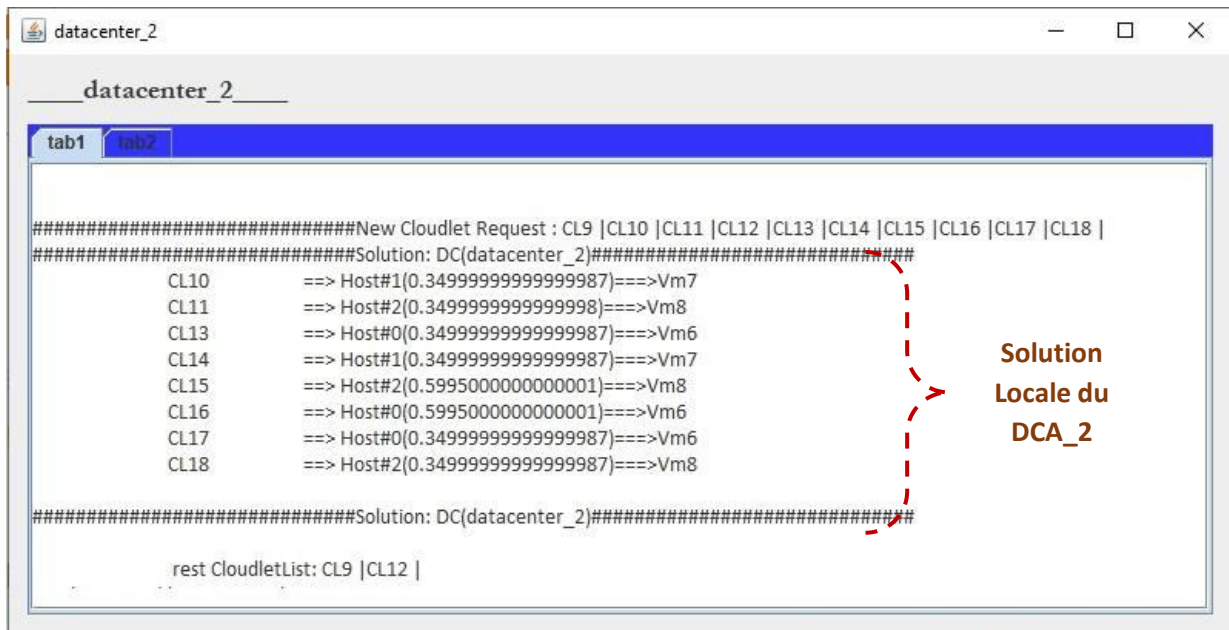 datacenter_2
____datacenter_2____
tab1 tab2
##############################New Cloudlet Request : CL9 |CL10 |CL11 |CL12 |CL13 |CL14 |CL15 |CL16 |CL17 |CL18 |
##############################Solution: DC(datacenter_2)##############################
CL10 ==> Host#1(0.34999999999999987)===>Vm7
CL11 ==> Host#2(0.3499999999999998)===>Vm8
CL13 ==> Host#0(0.34999999999999987)===>Vm6
CL14 ==> Host#1(0.34999999999999987)===>Vm7
CL15 ==> Host#2(0.5995000000000001)===>Vm8
CL16 ==> Host#0(0.5995000000000001)===>Vm6
CL17 ==> Host#0(0.34999999999999987)===>Vm6
CL18 ==> Host#2(0.34999999999999987)===>Vm8
##############################Solution: DC(datacenter_2)##############################
rest CloudletList: CL9 |CL12 |
Solution
Locale du
DCA_2